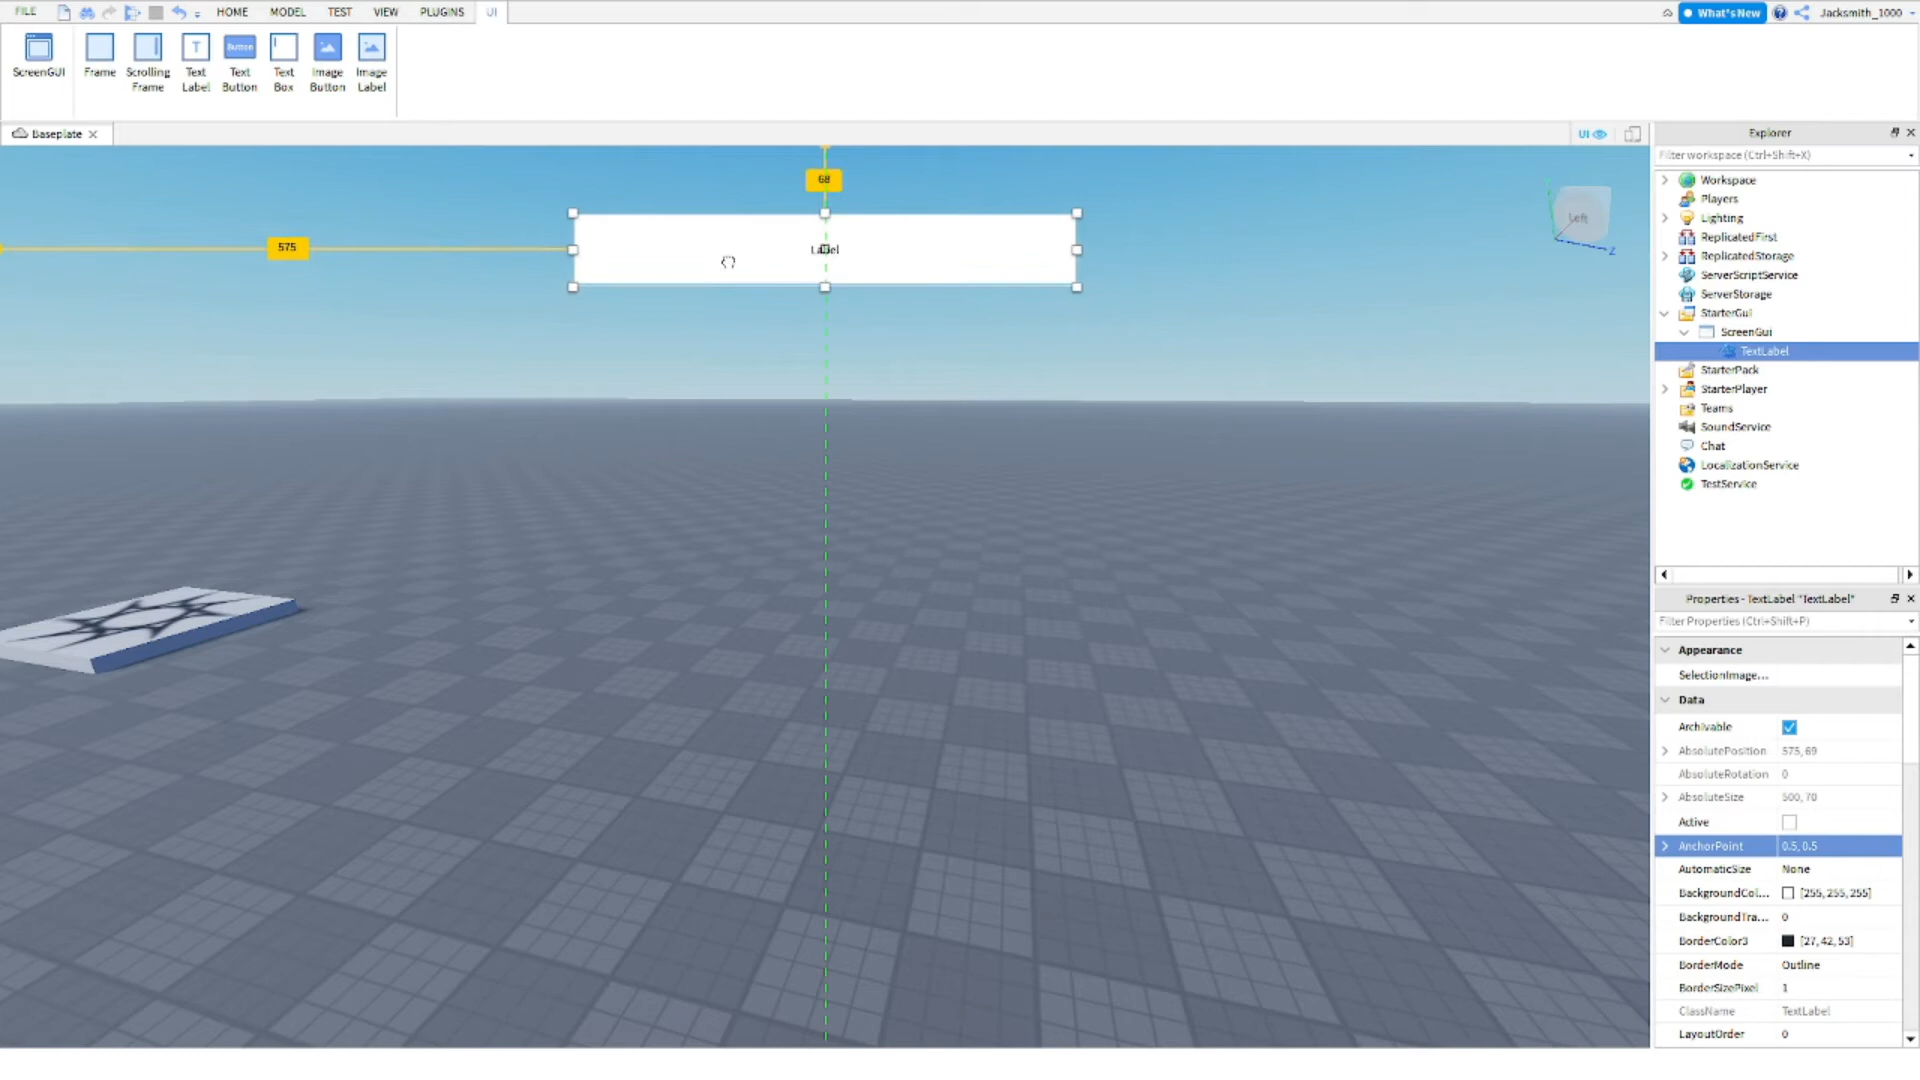 FILE HOME MODEL TEST VIEW PLUGINS UI What's New Jacksmith_1000
ScreenGUI Frame Scrolling Frame Text Label Text Button Text Box Image Button Image Label
T Button
Baseplate UI
Explorer
Filter workspace (Ctrl+Shift+X)
68
575
Label
Left
Z
Workspace
Players
Lighting
ReplicatedFirst
ReplicatedStorage
ServerScriptService
ServerStorage
StarterGui
ScreenGui
TextLabel
StarterPack
StarterPlayer
Teams
SoundService
Chat
LocalizationService
TestService
Properties - TextLabel "TextLabel"
Filter Properties (Ctrl+Shift+P)
Appearance
SelectionImage...
Data
Archivable
AbsolutePosition 575, 69
AbsoluteRotation 0
AbsoluteSize 500, 70
Active
AnchorPoint 0.5, 0.5
AutomaticSize None
BackgroundCol... [255, 255, 255]
BackgroundTra... 0
BorderColor3 [27, 42, 53]
BorderMode Outline
BorderSizePixel 1
ClassName TextLabel
LayoutOrder 0